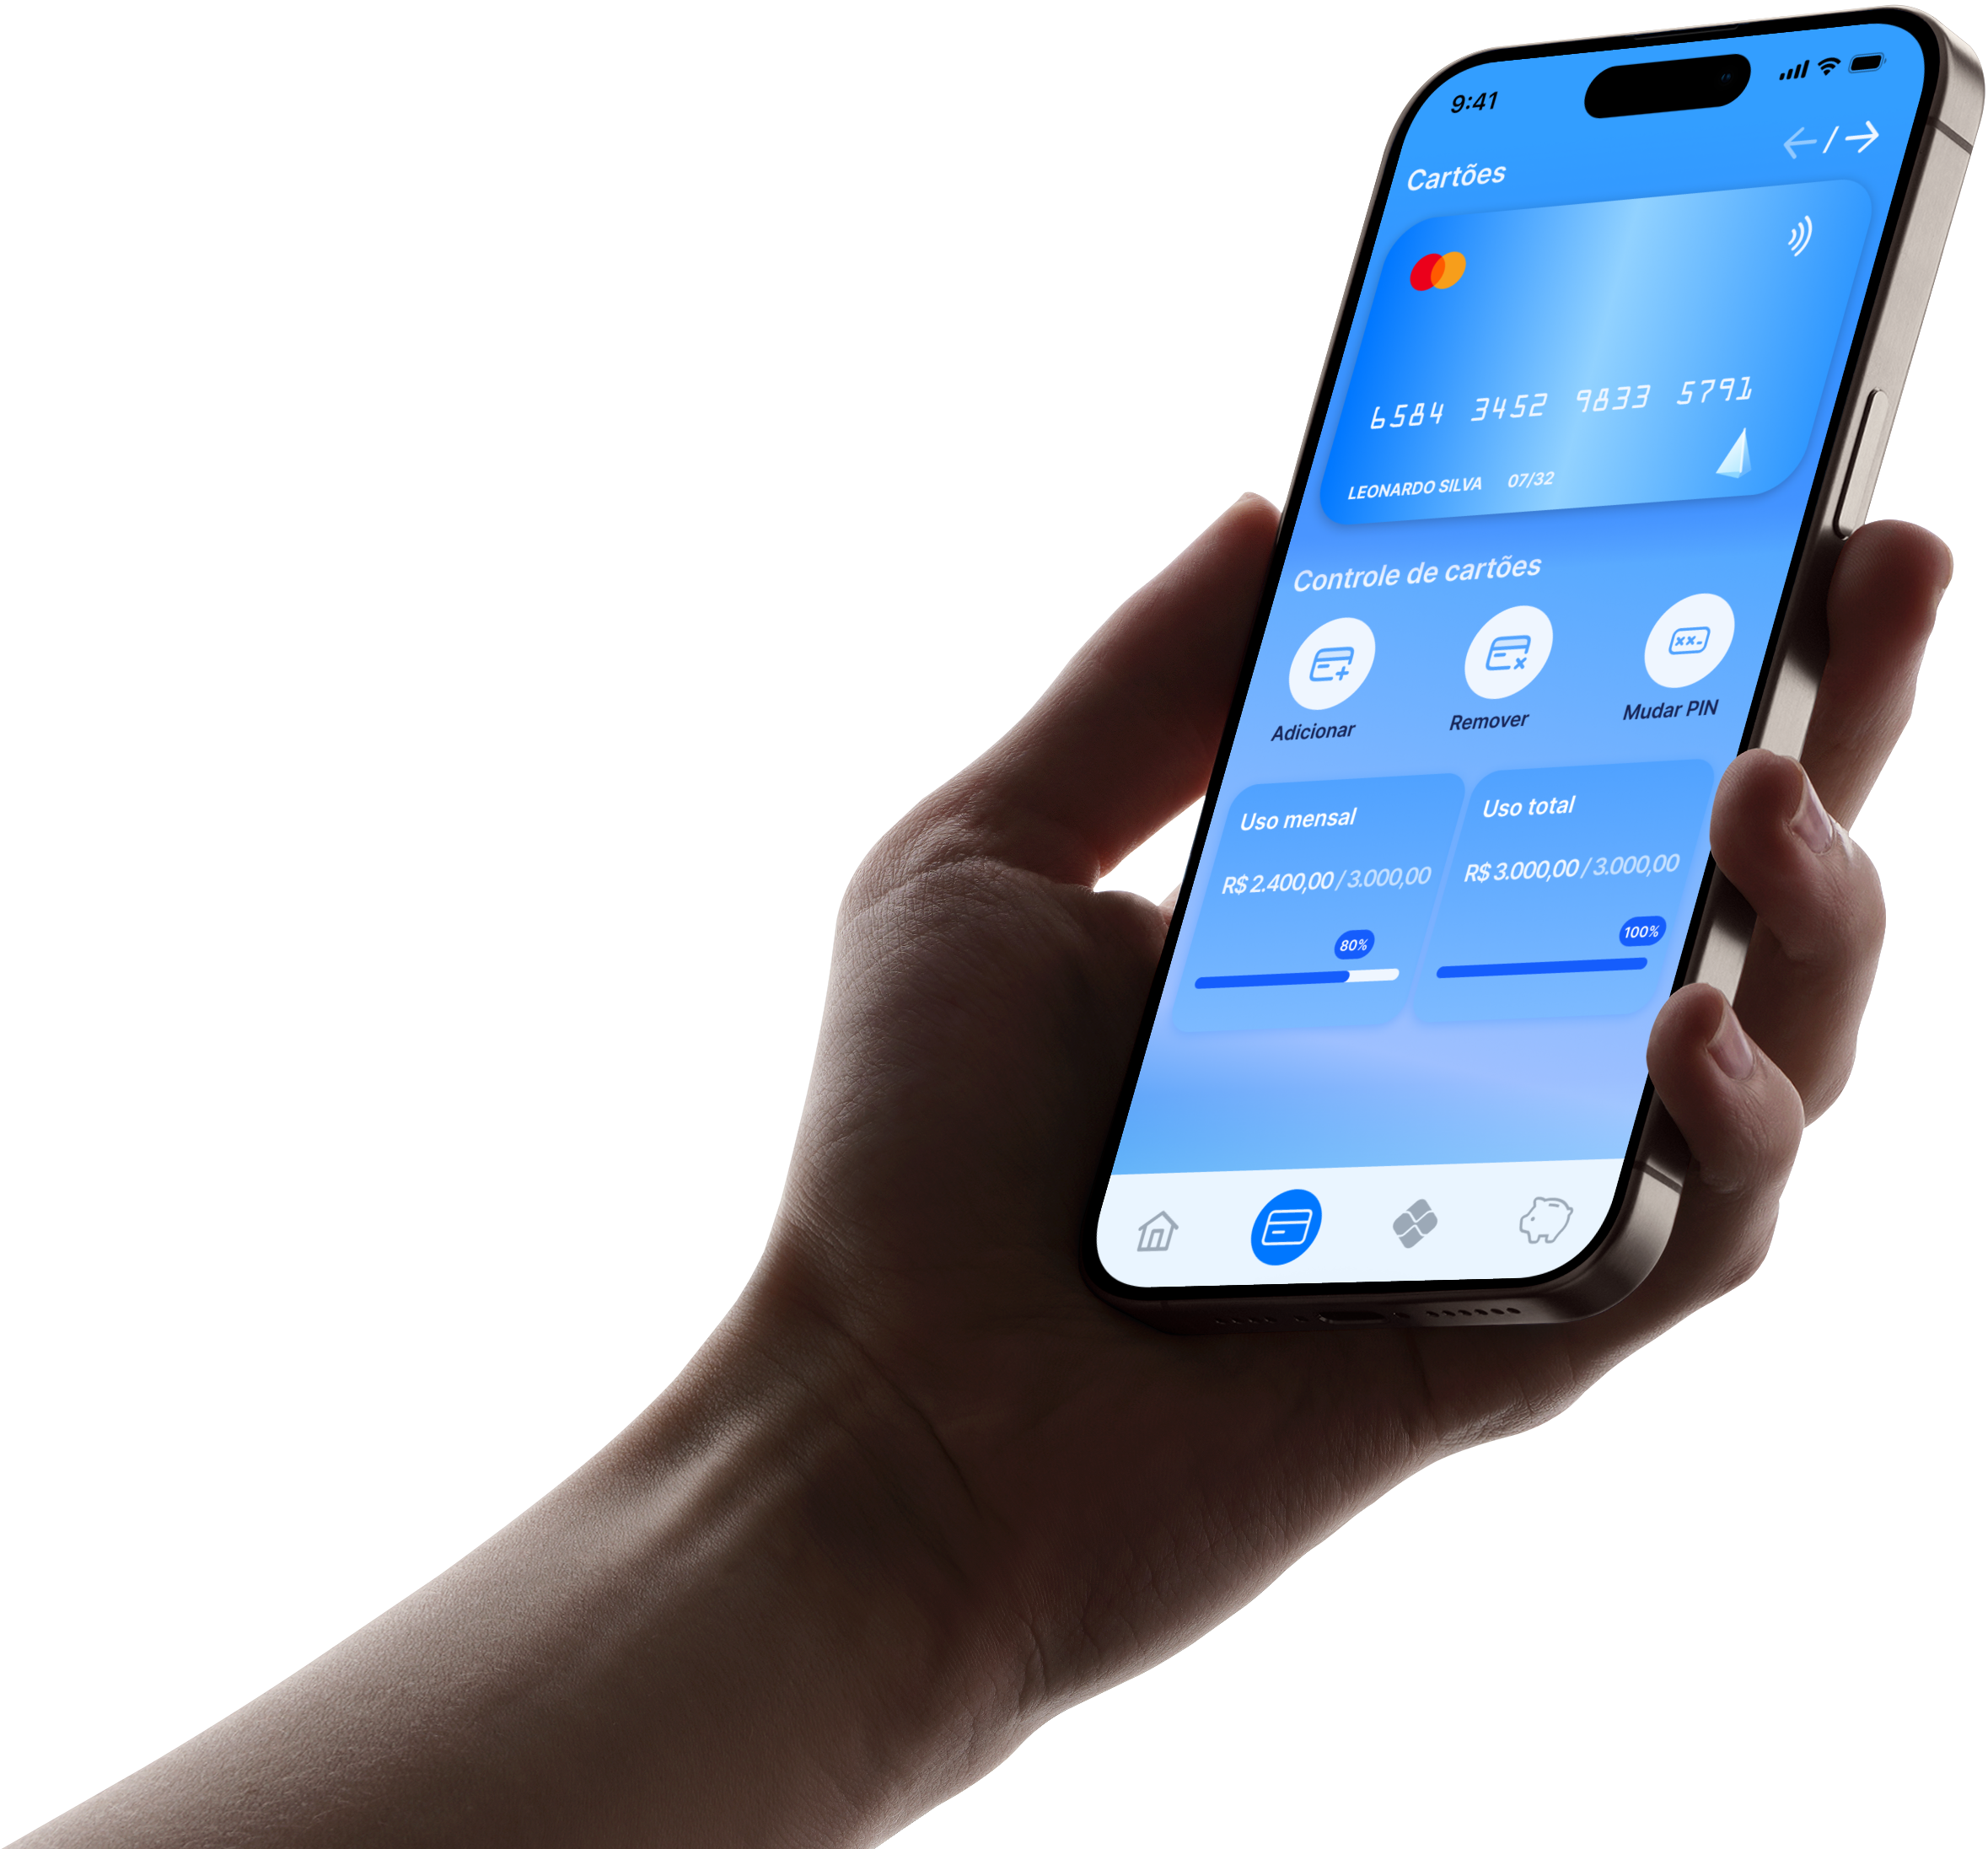 9:41
Cartões
/
6584 3452 9833 5791
LEONARDO SILVA 07/32
Controle de cartões
Adicionar Remover Mudar PIN
Uso mensal
R$ 2.400,00 / 3.000,00
80%
Uso total
R$ 3.000,00 / 3.000,00
100%